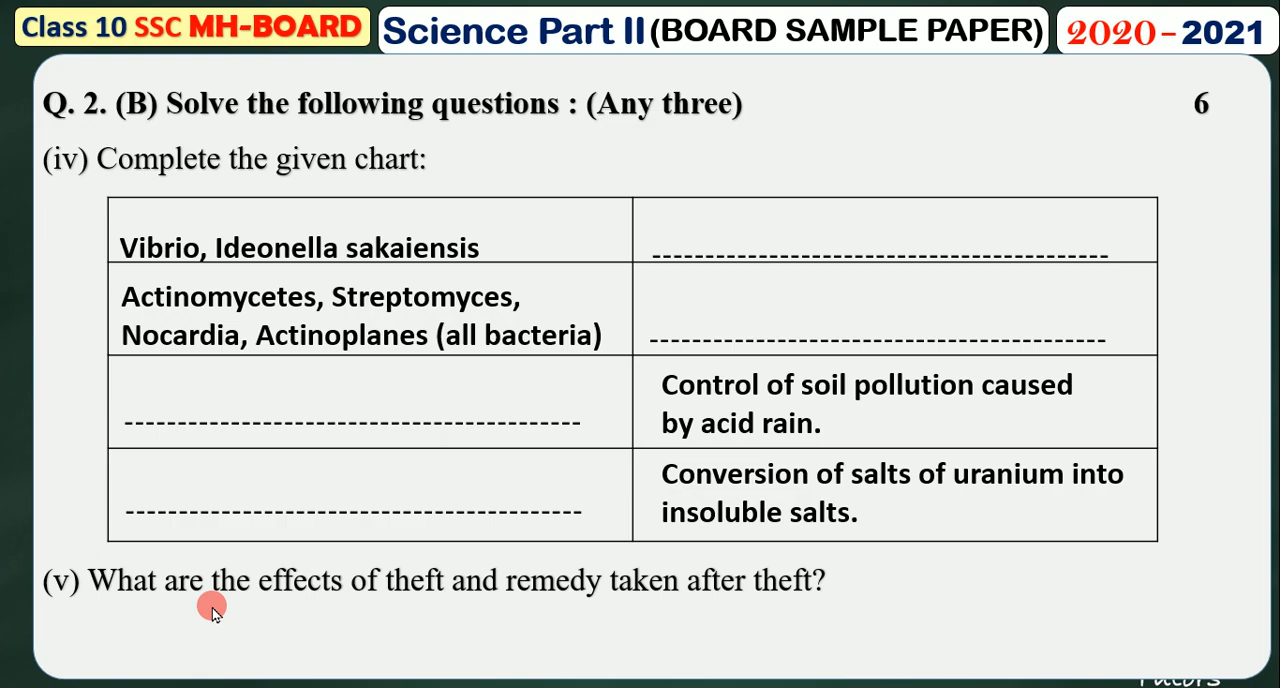 Class 10 SSC MH-BOARD Science Part II (BOARD SAMPLE PAPER) 2020-2021
Q. 2. (B) Solve the following questions : (Any three) 6
(iv) Complete the given chart:
Vibrio, Ideonella sakaiensis -------------------------------------------
Actinomycetes, Streptomyces,
Nocardia, Actinoplanes (all bacteria) -------------------------------------------
Control of soil pollution caused
------------------------------------------- by acid rain.
Conversion of salts of uranium into
------------------------------------------- insoluble salts.
(v) What are the effects of theft and remedy taken after theft?